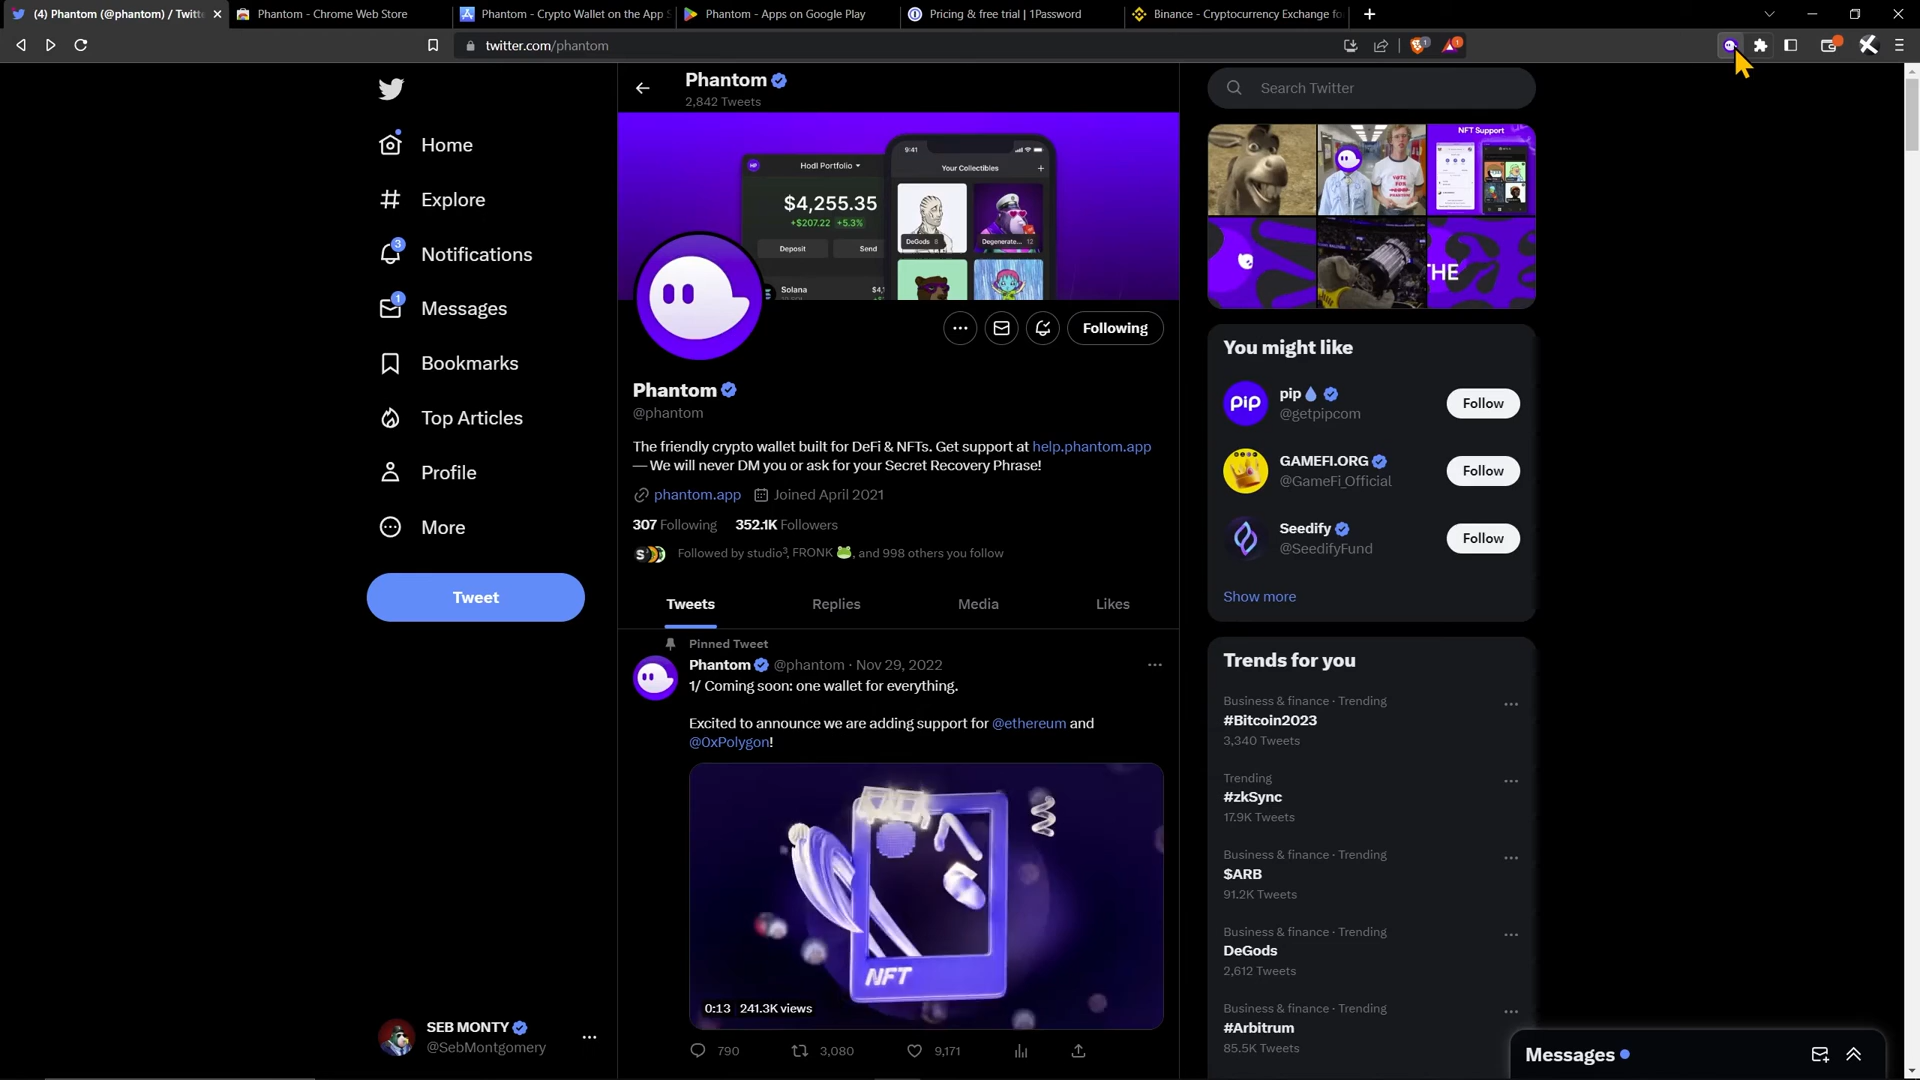 (4) Phantom (@phantom) / Twitte
Phantom - Chrome Web Store
Phantom - Crypto Wallet on the App S
Phantom - Apps on Google Play
Pricing & free trial | 1Password
Binance - Cryptocurrency Exchange fo
twitter.com/phantom
1
1
Phantom
2,842 Tweets
Search Twitter
Home
Explore
3
Notifications
1
Messages
Bookmarks
Top Articles
Profile
More
Tweet
SEB MONTY
@SebMontgomery
Hodl Portfolio
$4,255.35
+$207.22 +5.3%
Deposit
Send
Solana
9:41
Your Collectibles
DeGods 8
Degenerate... 12
Following
Phantom
@phantom
The friendly crypto wallet built for DeFi & NFTs. Get support at help.phantom.app
—We will never DM you or ask for your Secret Recovery Phrase!
phantom.app Joined April 2021
307 Following 352.1K Followers
Followed by studio³, FRONK, and 998 others you follow
Tweets
Replies
Media
Likes
Pinned Tweet
Phantom @phantom · Nov 29, 2022
1/ Coming soon: one wallet for everything.
Excited to announce we are adding support for @ethereum and
@0xPolygon!
NFT
0:13 241.3K views
790
3,080
9,171
NFT Support
THE
You might like
pip
@getpipcom
Follow
GAMEFI.ORG
@GameFi_Official
Follow
Seedify
@SeedifyFund
Follow
Show more
Trends for you
Business & finance · Trending
#Bitcoin2023
3,340 Tweets
Trending
#zkSync
17.9K Tweets
Business & finance · Trending
$ARB
91.2K Tweets
Business & finance · Trending
DeGods
2,612 Tweets
Business & finance · Trending
#Arbitrum
85.5K Tweets
Messages